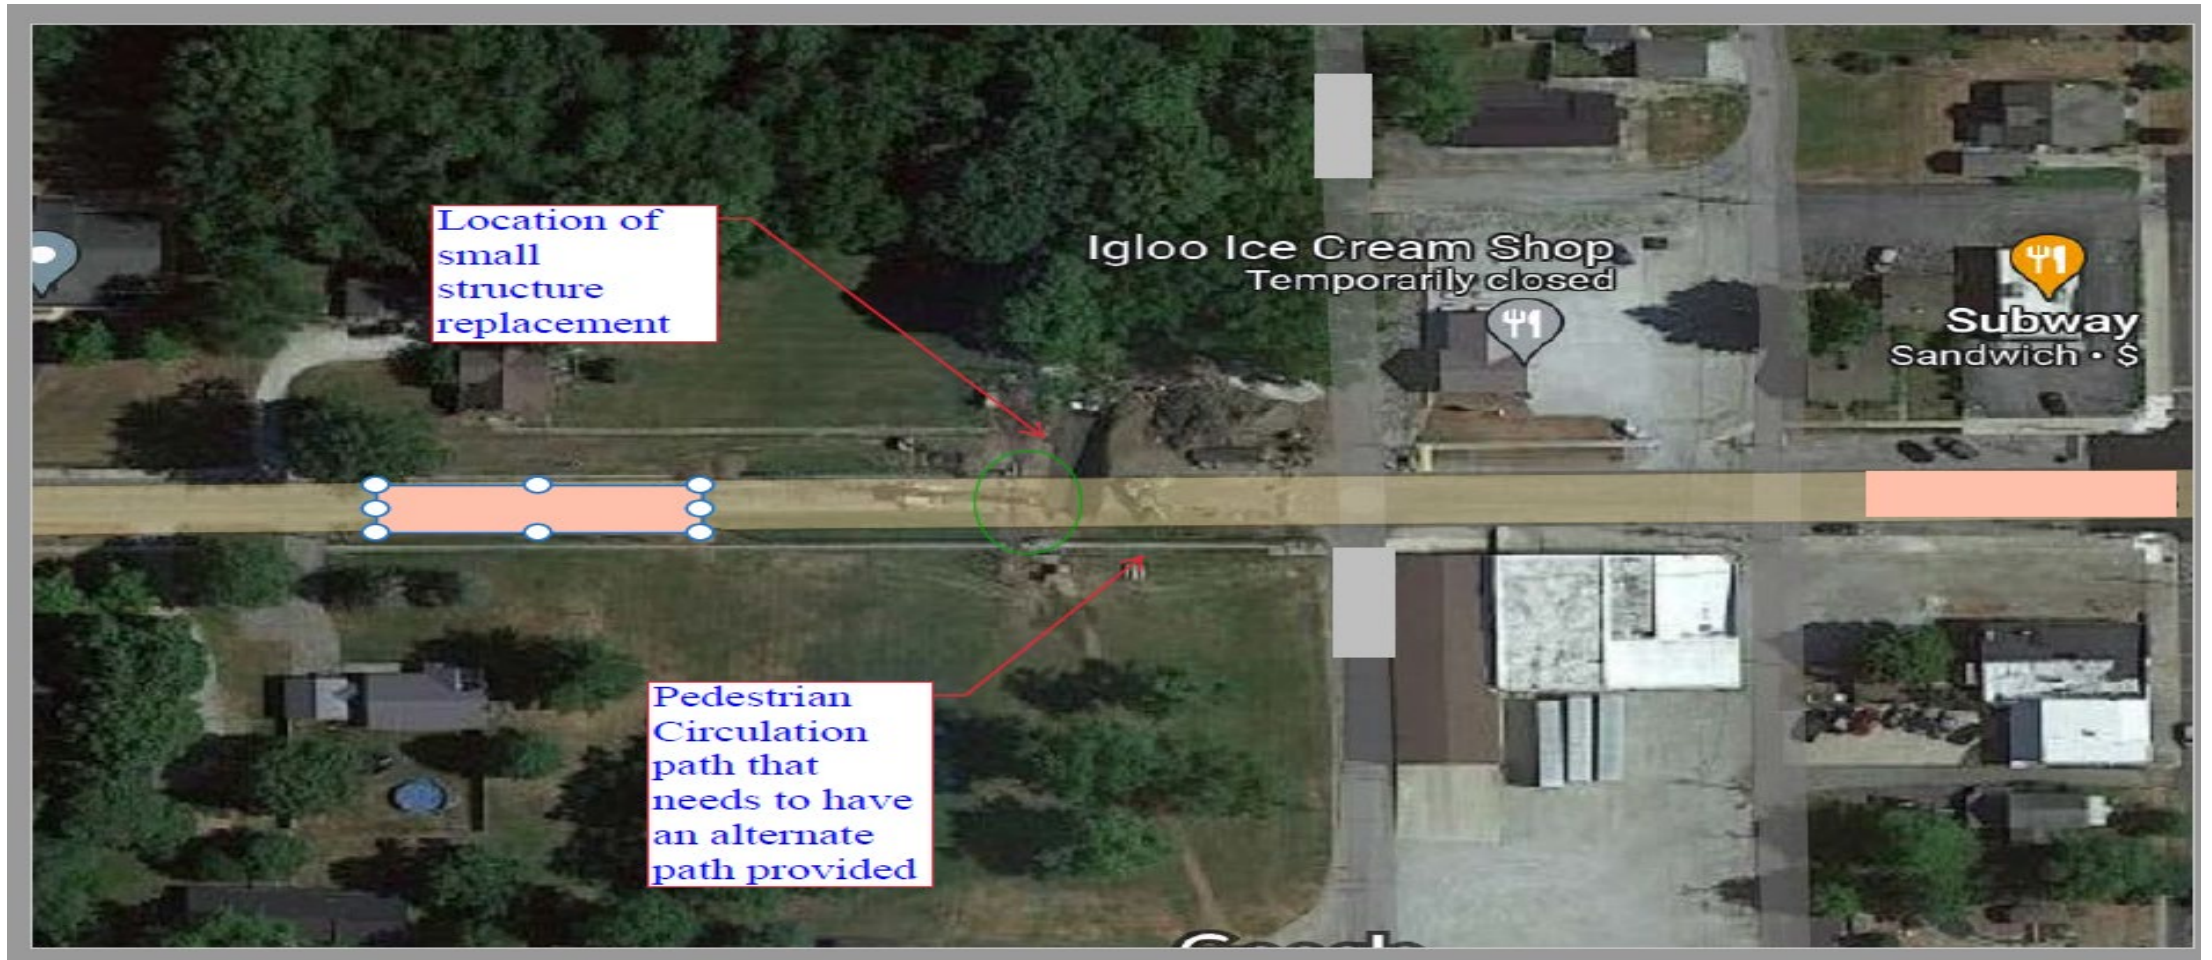 Location of
small
structure
replacement
Igloo Ice Cream Shop
Temporarily closed
Subway
Sandwich • $
Pedestrian
Circulation
path that
needs to have
an alternate
path provided
Google